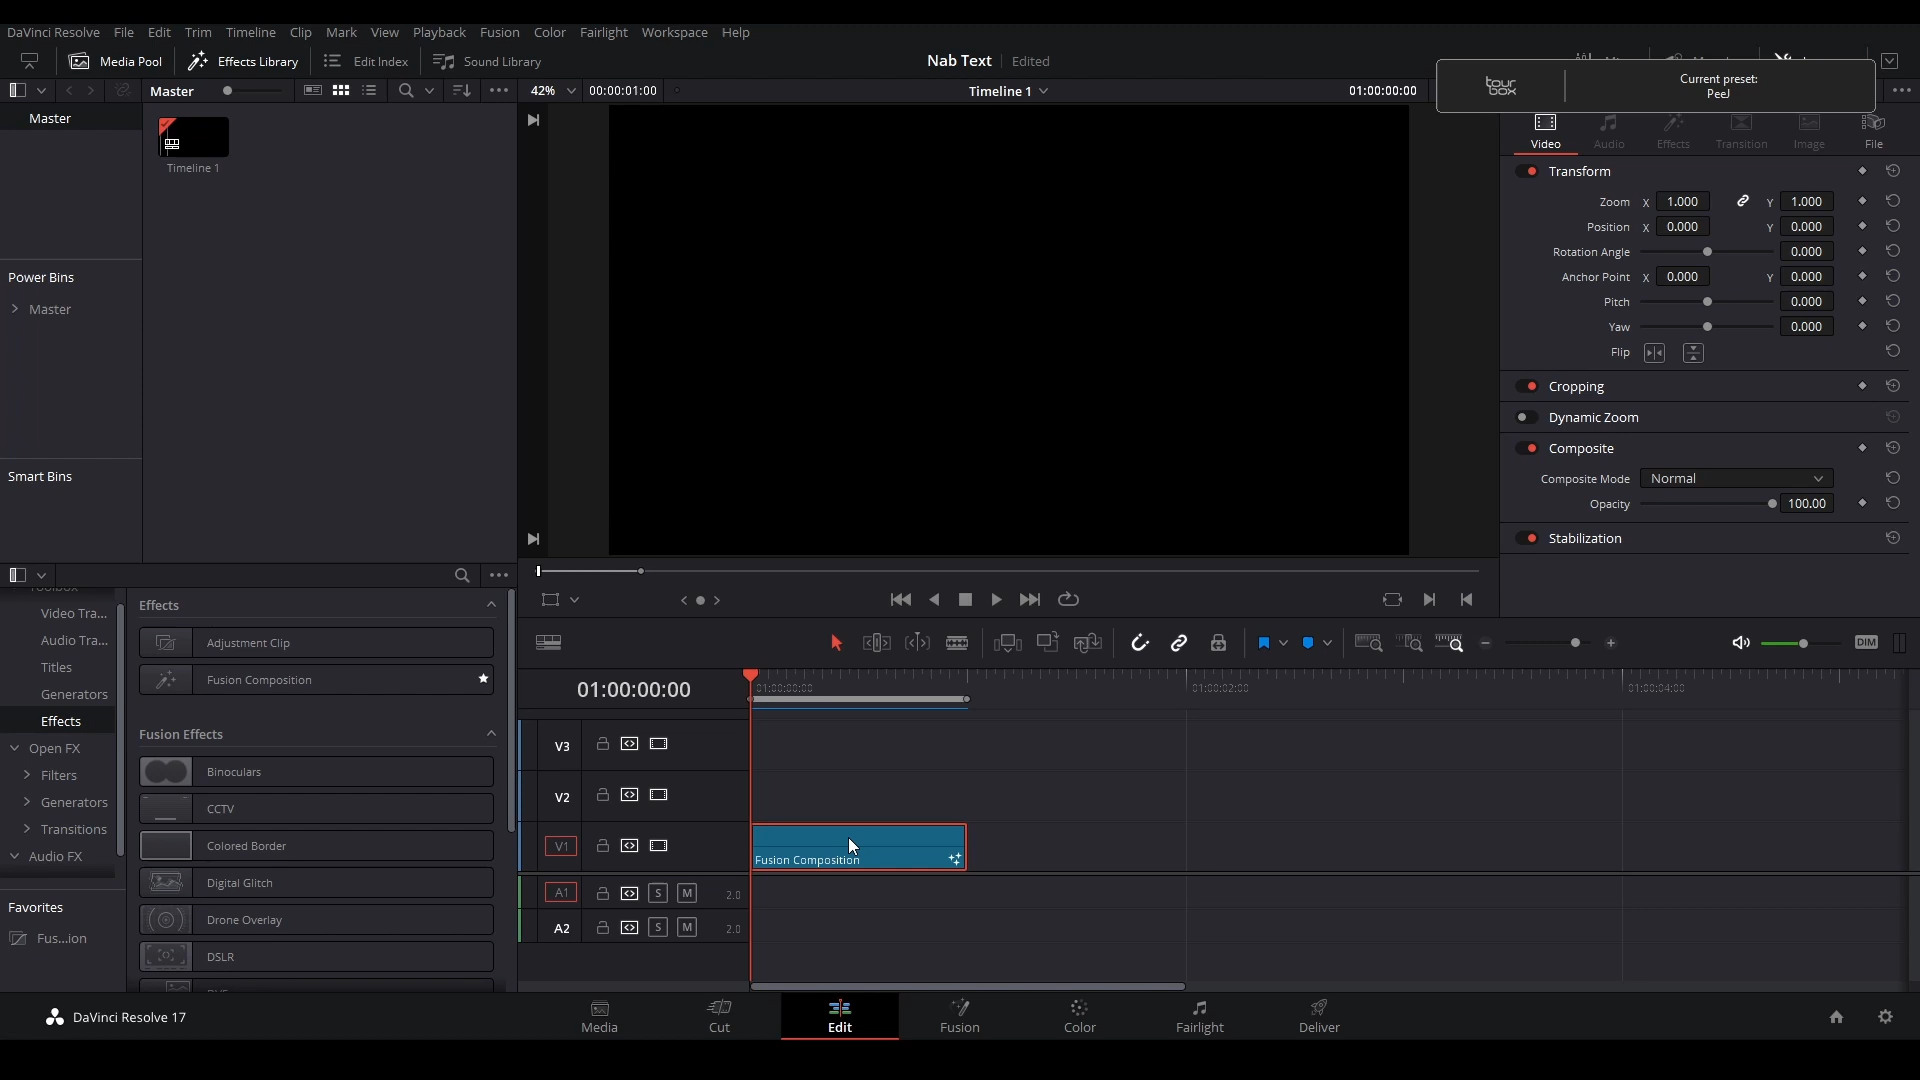 DaVinci Resolve File Edit Trim Timeline Clip Mark View Playback Fusion Color Fairlight Workspace Help
Media Pool Effects Library Edit Index Sound Library Nab Text Edited
tour box Current preset: PeeJ
Master 42% 00:00:01:00 Timeline 1 01:00:00:00
Master
Timeline 1
Power Bins
Master
Smart Bins
Video Audio Effects Transition Image File
Transform
Zoom X 1.000 Y 1.000
Position X 0.000 Y 0.000
Rotation Angle 0.000
Anchor Point X 0.000 Y 0.000
Pitch 0.000
Yaw 0.000
Flip
Cropping
Dynamic Zoom
Composite
Composite Mode Normal
Opacity 100.00
Stabilization
Video Tra...
Audio Tra...
Titles
Generators
Effects
Open FX
Filters
Generators
Transitions
Audio FX
Favorites
Fus...ion
Effects
Adjustment Clip
Fusion Composition
Fusion Effects
Binoculars
CCTV
Colored Border
Digital Glitch
Drone Overlay
DSLR
DIM
01:00:00:00 01:00:00:00 01:00:02:00 01:00:04:00
V3
V2
V1 Fusion Composition
A1 S M 2.0
A2 S M 2.0
DaVinci Resolve 17 Media Cut Edit Fusion Color Fairlight Deliver